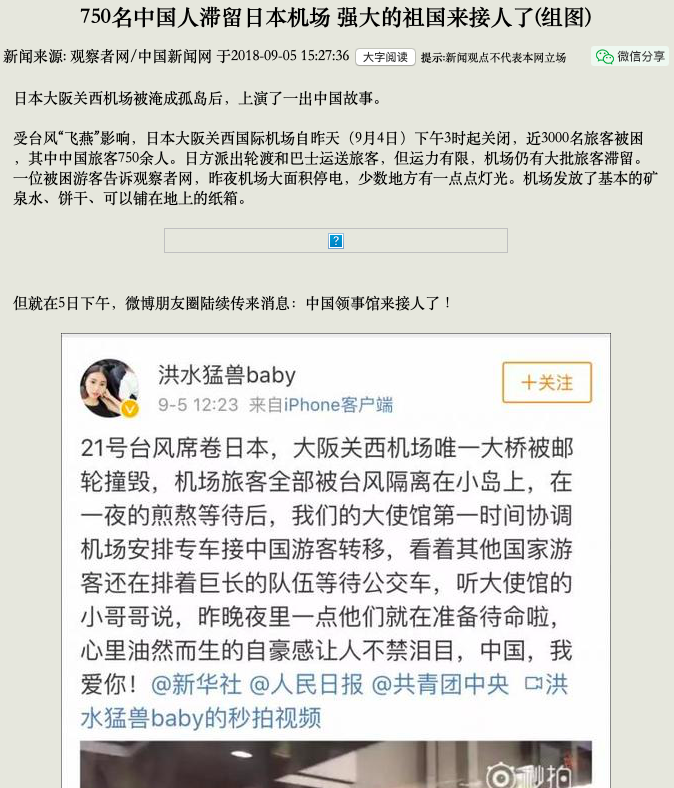 750名中国人滞留日本机场 强大的祖国来接人了(组图)
新闻来源: 观察者网/中国新闻网 于2018-09-05 15:27:36 大字阅读 提示:新闻观点不代表本网立场 微信分享
日本大阪关西机场被淹成孤岛后，上演了一出中国故事。
受台风“飞燕”影响，日本大阪关西国际机场自昨天（9月4日）下午3时起关闭，近3000名旅客被困
，其中中国旅客750余人。日方派出轮渡和巴士运送旅客，但运力有限，机场仍有大批旅客滞留。
一位被困游客告诉观察者网，昨夜机场大面积停电，少数地方有一点点灯光。机场发放了基本的矿
泉水、饼干、可以铺在地上的纸箱。
?
但就在5日下午，微博朋友圈陆续传来消息：中国领事馆来接人了！
洪水猛兽baby
9-5 12:23 来自iPhone客户端
＋关注
21号台风席卷日本，大阪关西机场唯一大桥被邮
轮撞毁，机场旅客全部被台风隔离在小岛上，在
一夜的煎熬等待后，我们的大使馆第一时间协调
机场安排专车接中国游客转移，看着其他国家游
客还在排着巨长的队伍等待公交车，听大使馆的
小哥哥说，昨晚夜里一点他们就在准备待命啦，
心里油然而生的自豪感让人不禁泪目，中国，我
爱你！@新华社 @人民日报 @共青团中央 洪
水猛兽baby的秒拍视频
秒拍